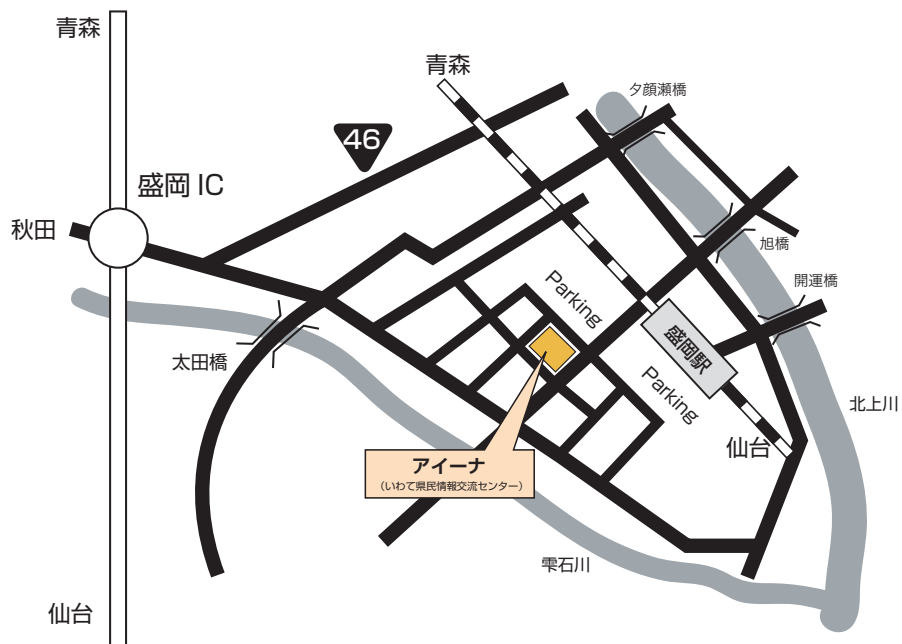 青森
青森
夕顔瀬橋
46
盛岡 IC
秋田
旭橋
Parking
開運橋
盛岡駅
太田橋
Parking
北上川
仙台
アイーナ
（いわて県民情報交流センター）
雫石川
仙台